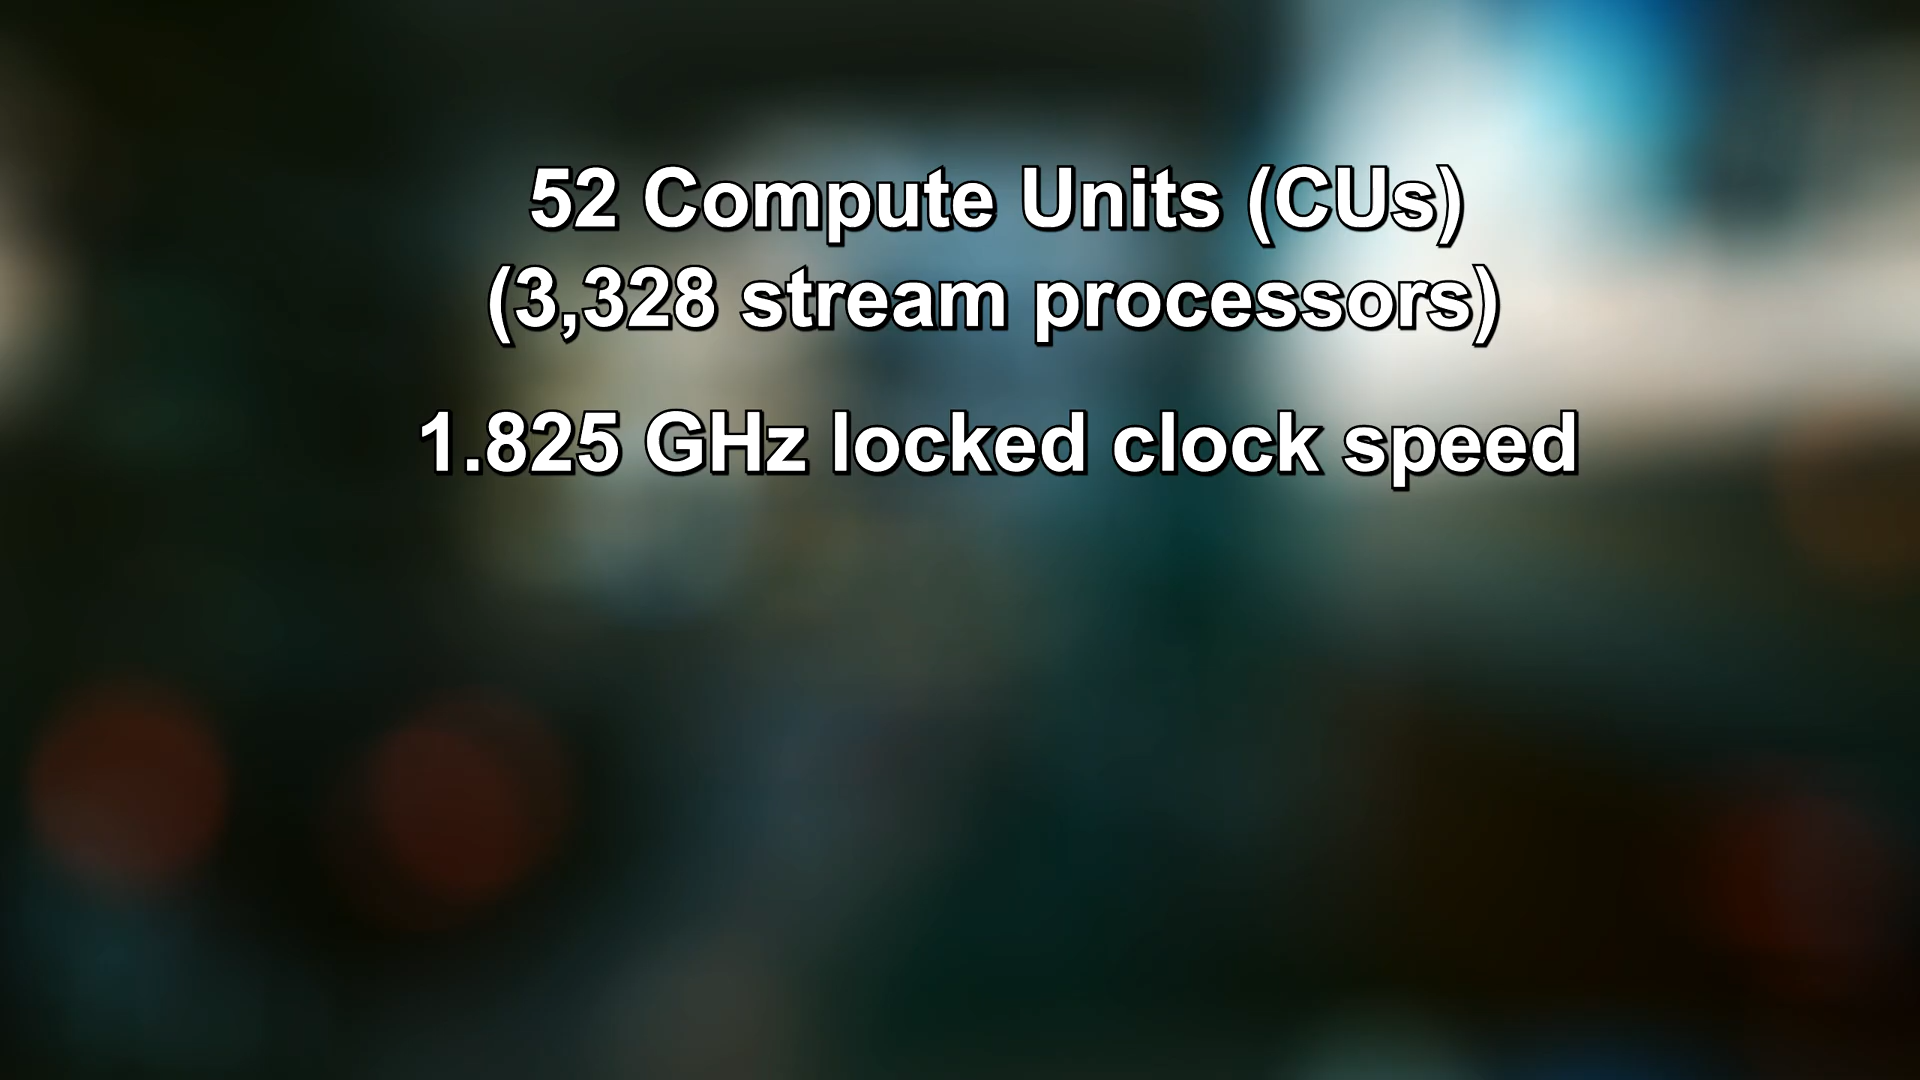 52 Compute Units (CUs)
(3,328 stream processors)
1.825 GHz locked clock speed